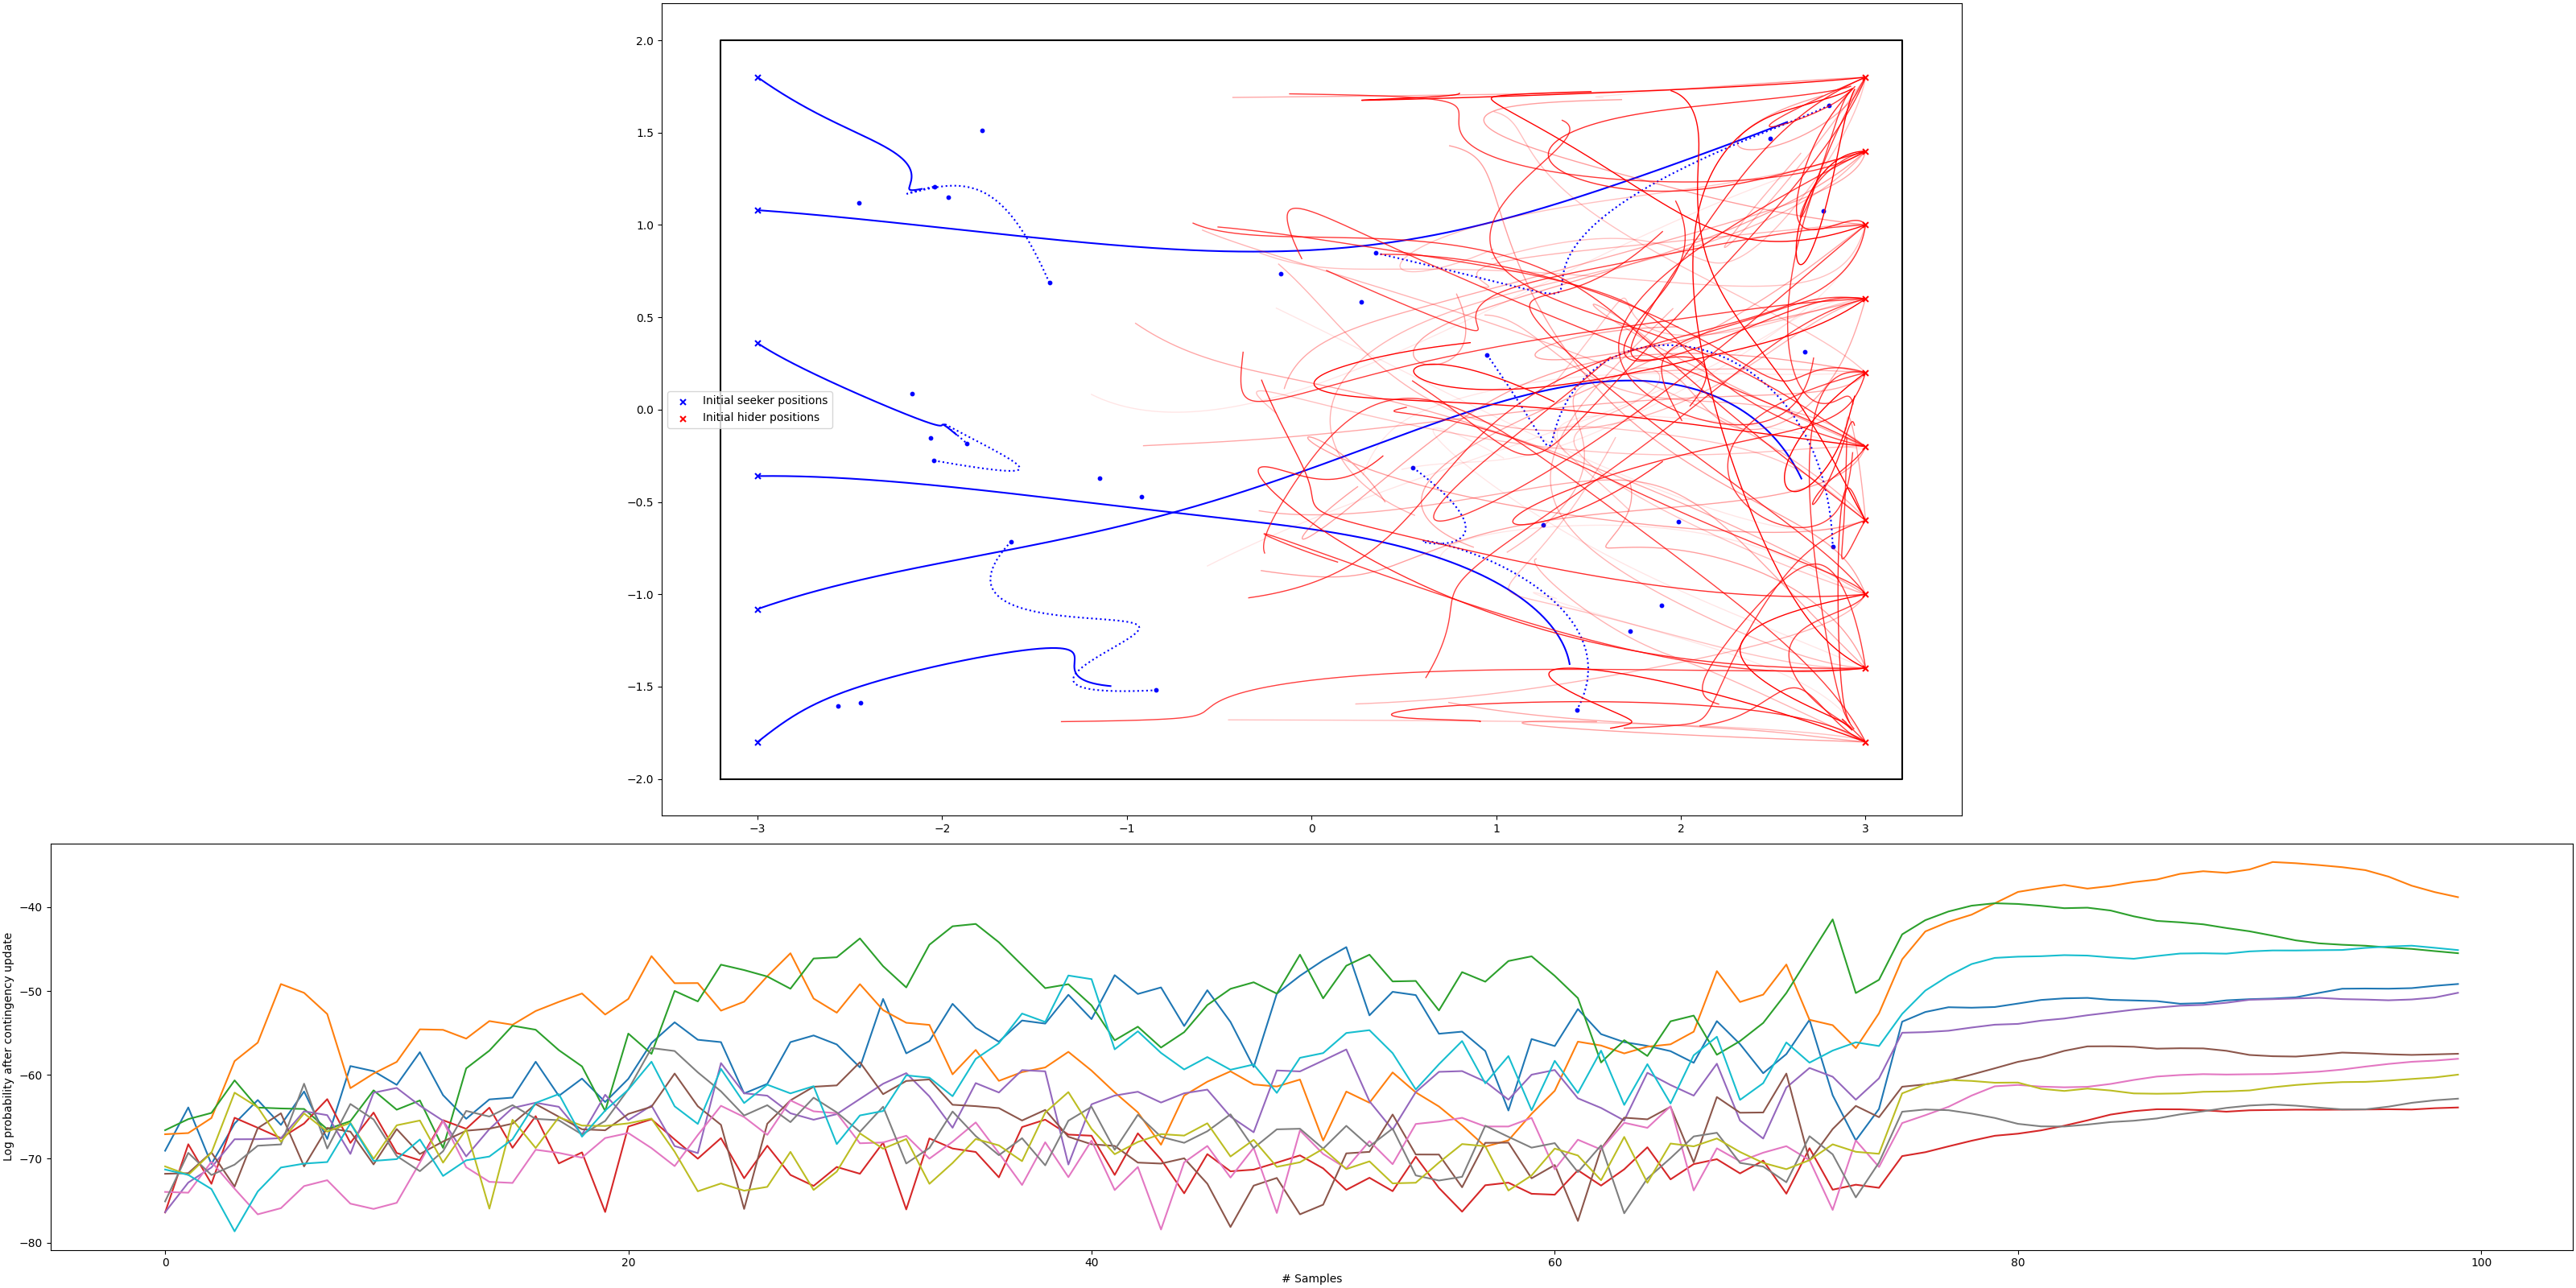 2.0
1.5
1.0
0.5
0.0
−0.5
−1.0
−1.5
−2.0
Initial seeker positions
Initial hider positions
−3 −2 −1 0 1 2 3
Log probability after contingency update
−40
−50
−60
−70
−80
0 20 40 60 80 100
# Samples